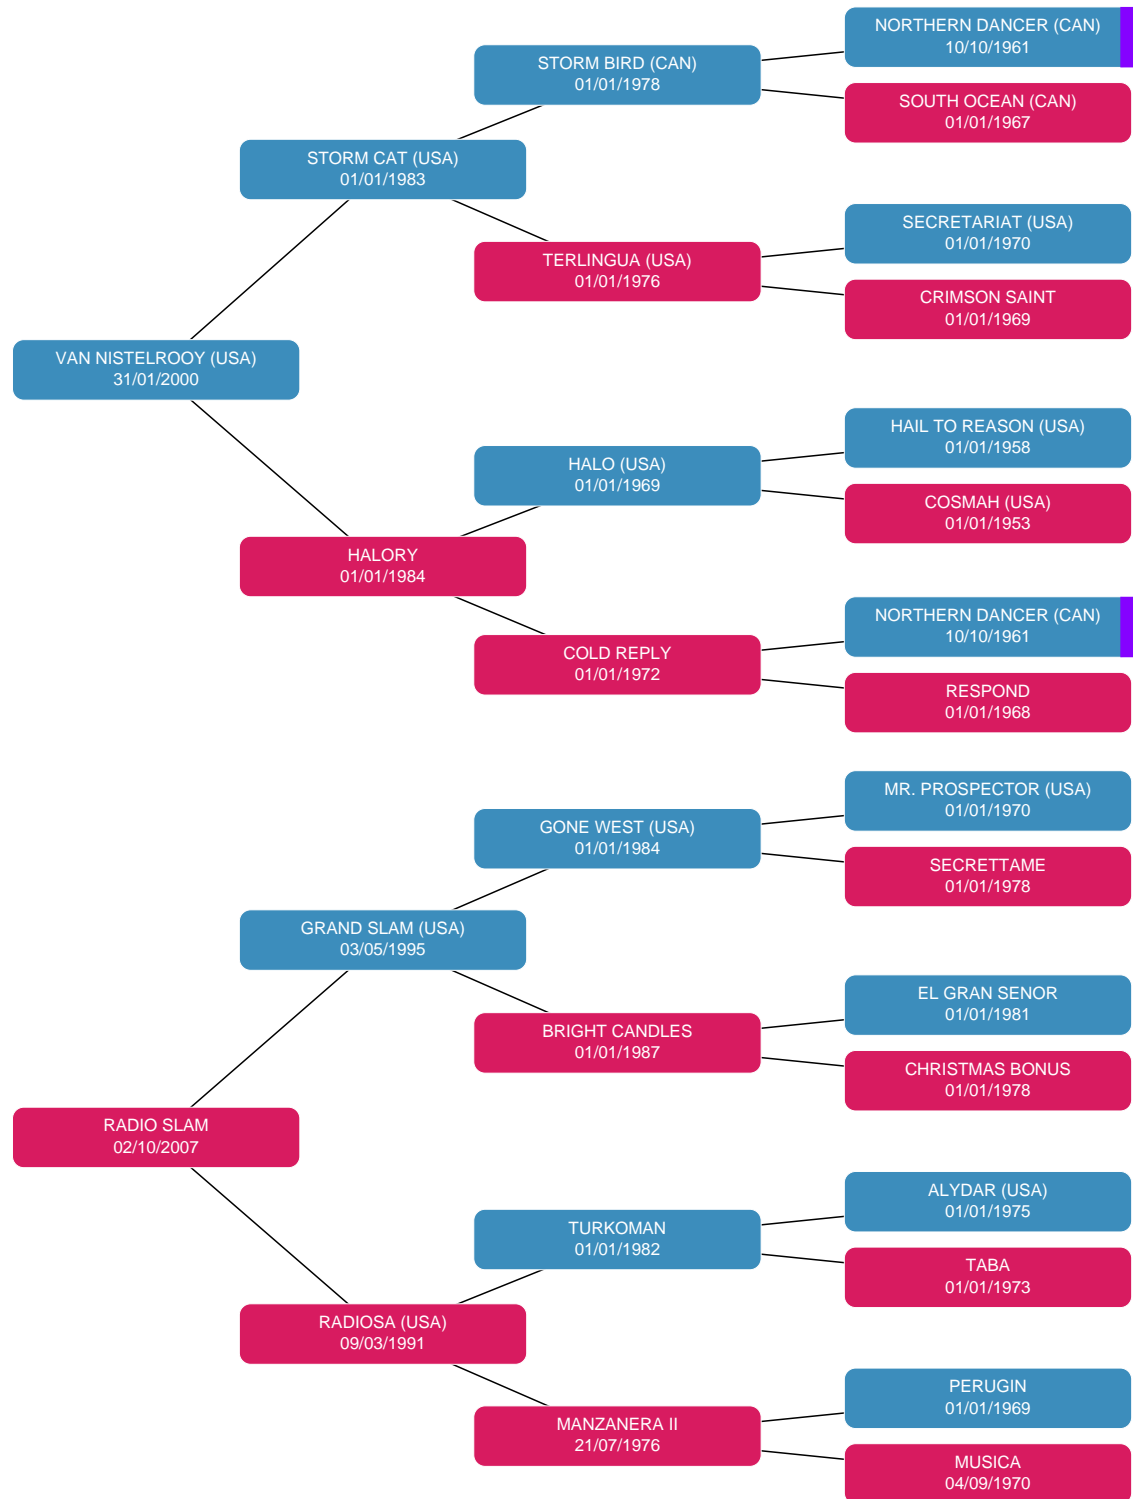 NORTHERN DANCER (CAN)
10/10/1961
STORM BIRD (CAN)
01/01/1978
SOUTH OCEAN (CAN)
01/01/1967
STORM CAT (USA)
01/01/1983
SECRETARIAT (USA)
01/01/1970
TERLINGUA (USA)
01/01/1976
CRIMSON SAINT
01/01/1969
VAN NISTELROOY (USA)
31/01/2000
HAIL TO REASON (USA)
01/01/1958
HALO (USA)
01/01/1969
COSMAH (USA)
01/01/1953
HALORY
01/01/1984
NORTHERN DANCER (CAN)
10/10/1961
COLD REPLY
01/01/1972
RESPOND
01/01/1968
MR. PROSPECTOR (USA)
01/01/1970
GONE WEST (USA)
01/01/1984
SECRETTAME
01/01/1978
GRAND SLAM (USA)
03/05/1995
EL GRAN SENOR
01/01/1981
BRIGHT CANDLES
01/01/1987
CHRISTMAS BONUS
01/01/1978
RADIO SLAM
02/10/2007
ALYDAR (USA)
01/01/1975
TURKOMAN
01/01/1982
TABA
01/01/1973
RADIOSA (USA)
09/03/1991
PERUGIN
01/01/1969
MANZANERA II
21/07/1976
MUSICA
04/09/1970